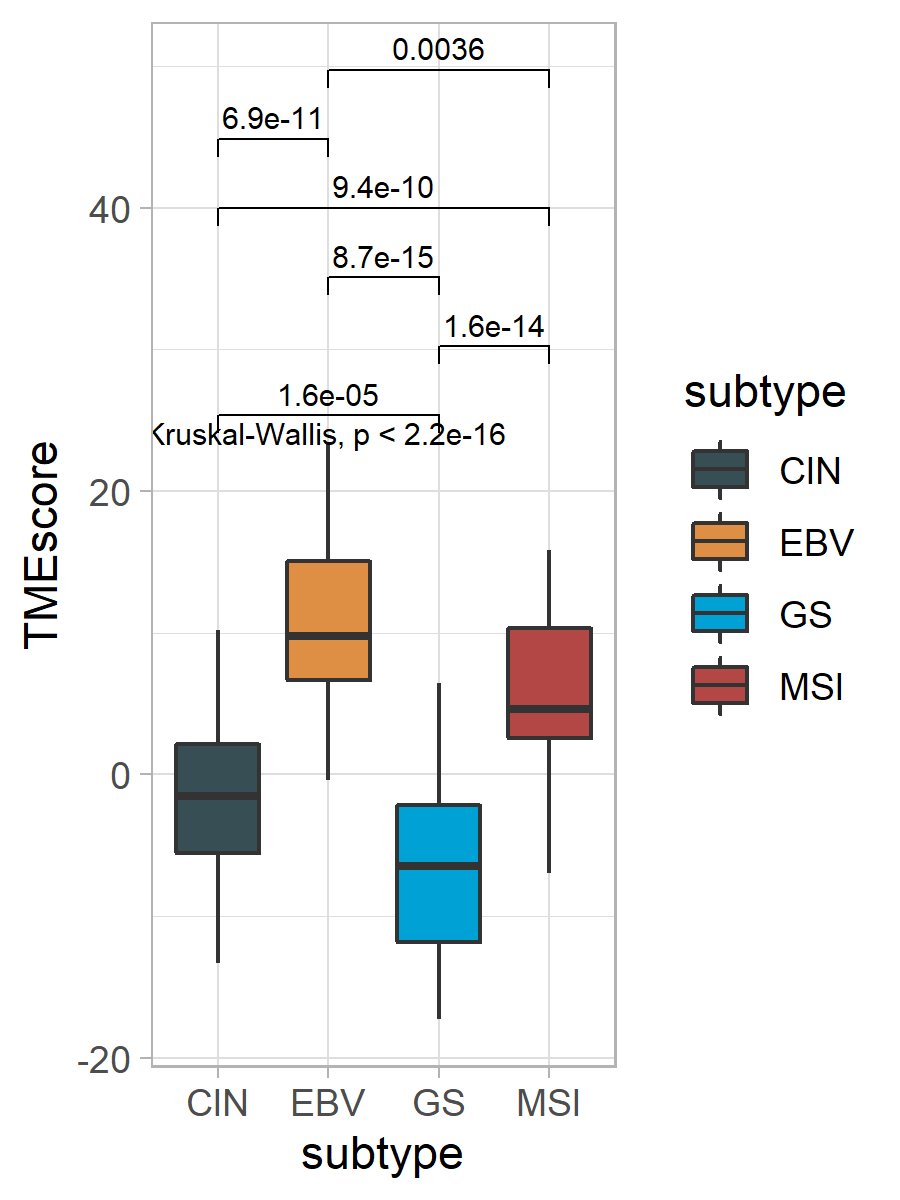 0.0036
6.9e-11
9.4e-10
8.7e-15
1.6e-14
1.6e-05
Kruskal-Wallis, p < 2.2e-16
40
20
0
-20
TMEscore
CIN
EBV
GS
MSI
subtype
subtype
CIN
EBV
GS
MSI